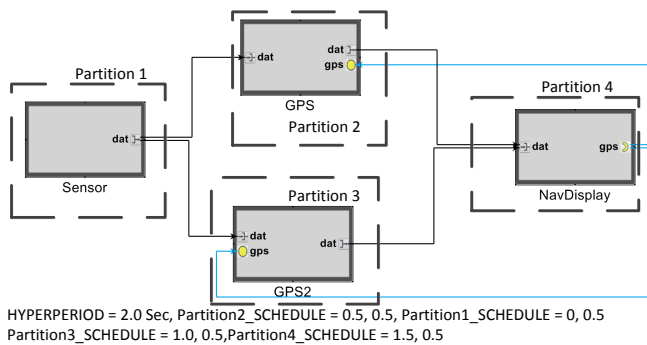 Partition 1
dat
Sensor
dat
dat
gps
GPS
Partition 2
Partition 3
dat
gps
dat
GPS2
Partition 4
dat
gps
NavDisplay
HYPERPERIOD = 2.0 Sec, Partition2_SCHEDULE = 0.5, 0.5, Partition1_SCHEDULE = 0, 0.5
Partition3_SCHEDULE = 1.0, 0.5,Partition4_SCHEDULE = 1.5, 0.5